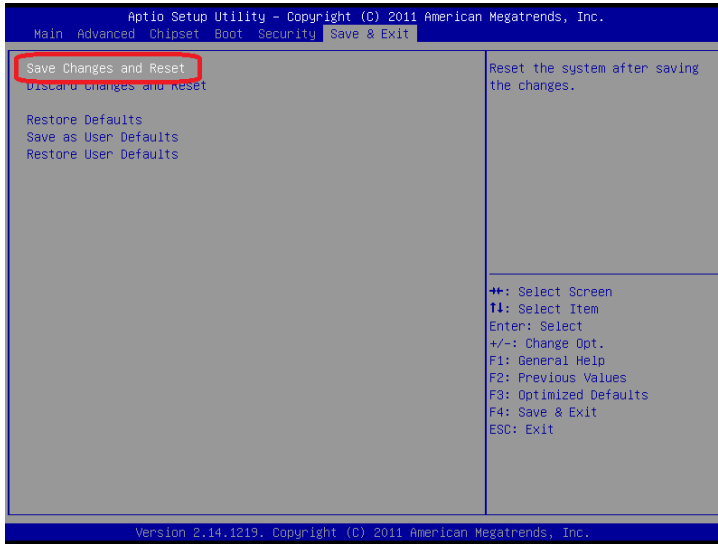 Aptio Setup Utility – Copyright (C) 2011 American Megatrends, Inc.
Main Advanced Chipset Boot Security Save & Exit
Save Changes and Reset
Discard Changes and Reset
Restore Defaults
Save as User Defaults
Restore User Defaults
Reset the system after saving
the changes.
→←: Select Screen
↑↓: Select Item
Enter: Select
+/-: Change Opt.
F1: General Help
F2: Previous Values
F3: Optimized Defaults
F4: Save & Exit
ESC: Exit
Version 2.14.1219. Copyright (C) 2011 American Megatrends, Inc.